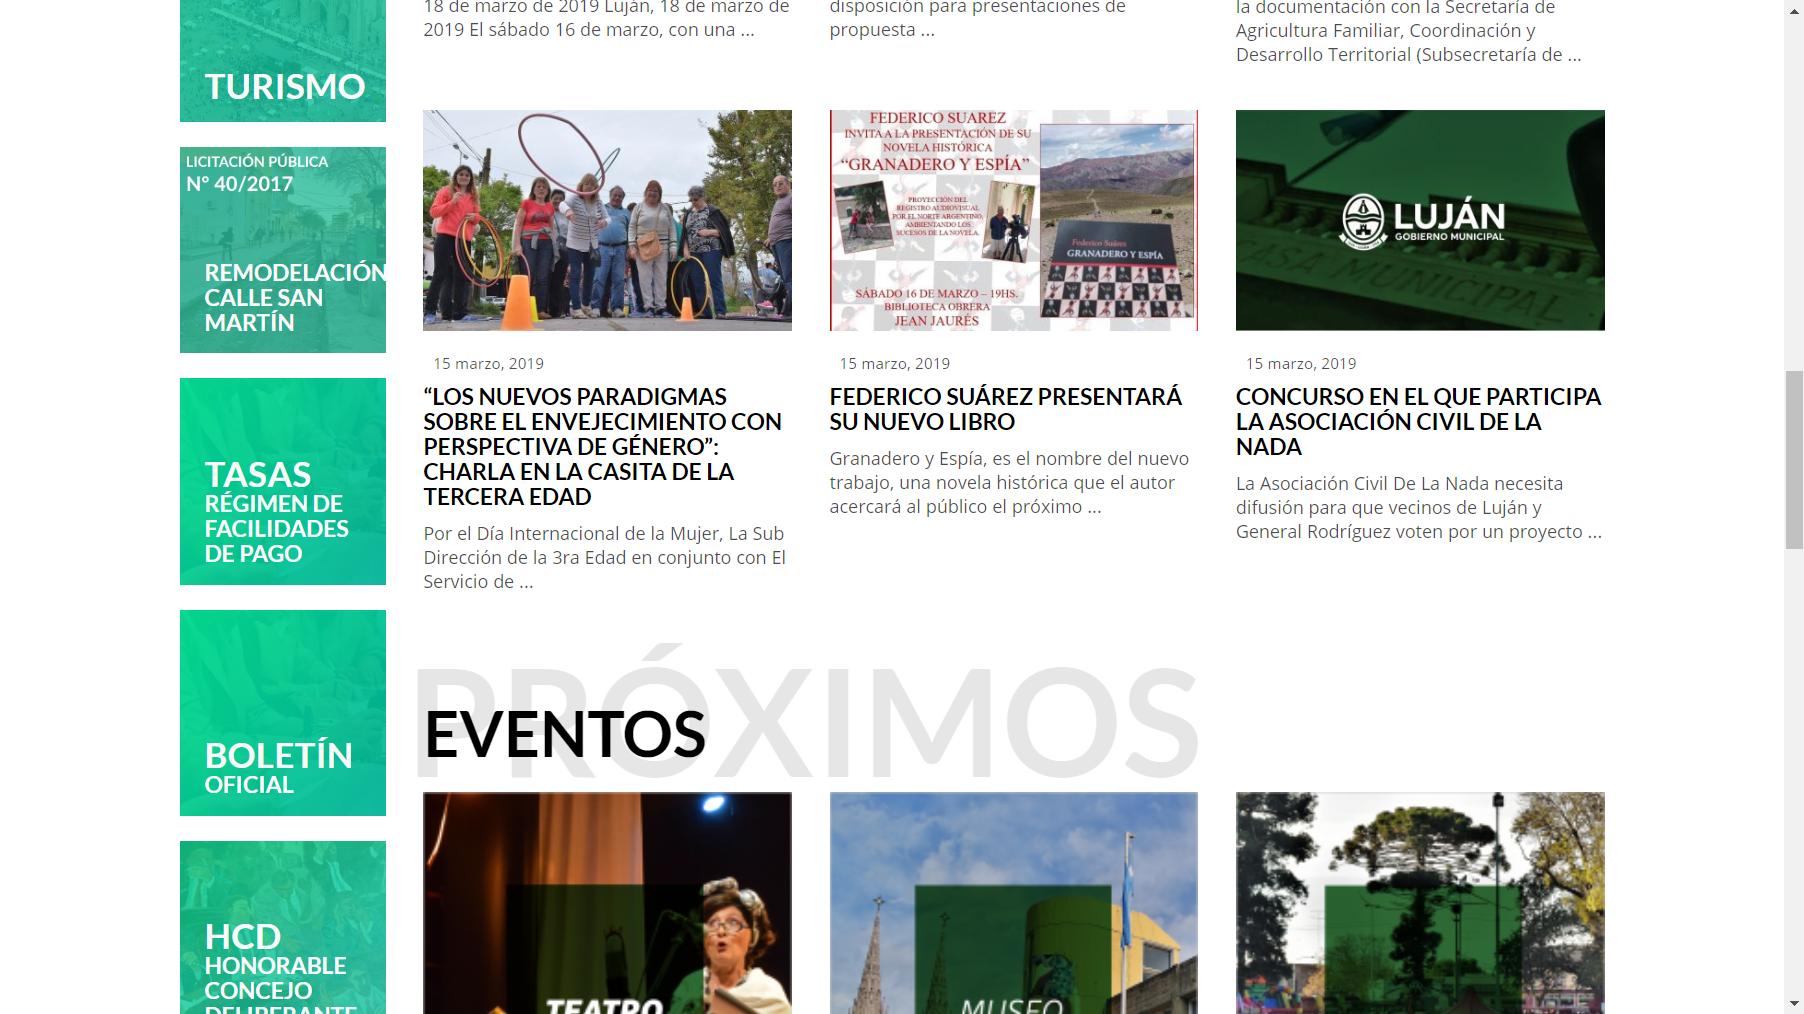 TURISMO
LICITACIÓN PÚBLICA
Nº 40/2017
REMODELACIÓN
CALLE SAN
MARTÍN
TASAS
RÉGIMEN DE
FACILIDADES
DE PAGO
BOLETÍN
OFICIAL
HCD
HONORABLE
CONCEJO
DELIBERANTE
18 de marzo de 2019 Luján, 18 de marzo de
2019 El sábado 16 de marzo, con una ...
disposición para presentaciones de
propuesta ...
la documentación con la Secretaría de
Agricultura Familiar, Coordinación y
Desarrollo Territorial (Subsecretaría de ...
15 marzo, 2019
“LOS NUEVOS PARADIGMAS
SOBRE EL ENVEJECIMIENTO CON
PERSPECTIVA DE GÉNERO”:
CHARLA EN LA CASITA DE LA
TERCERA EDAD
Por el Día Internacional de la Mujer, La Sub
Dirección de la 3ra Edad en conjunto con El
Servicio de ...
FEDERICO SUAREZ
INVITA A LA PRESENTACIÓN DE SU
NOVELA HISTÓRICA
“GRANADERO Y ESPÍA”
PROYECCIÓN DEL
REGISTRO AUDIOVISUAL
POR EL NORTE ARGENTINO,
AMBIENTANDO LOS
SUCESOS DE LA NOVELA.
Federico Suárez
GRANADERO Y ESPÍA
SÁBADO 16 DE MARZO – 19HS.
BIBLIOTECA OBRERA
JEAN JAURÉS
15 marzo, 2019
FEDERICO SUÁREZ PRESENTARÁ
SU NUEVO LIBRO
Granadero y Espía, es el nombre del nuevo
trabajo, una novela histórica que el autor
acercará al público el próximo ...
LUJÁN
GOBIERNO MUNICIPAL
CASA MUNICIPAL
15 marzo, 2019
CONCURSO EN EL QUE PARTICIPA
LA ASOCIACIÓN CIVIL DE LA
NADA
La Asociación Civil De La Nada necesita
difusión para que vecinos de Luján y
General Rodríguez voten por un proyecto ...
PRÓXIMOS
EVENTOS
TEATRO
MUSEO